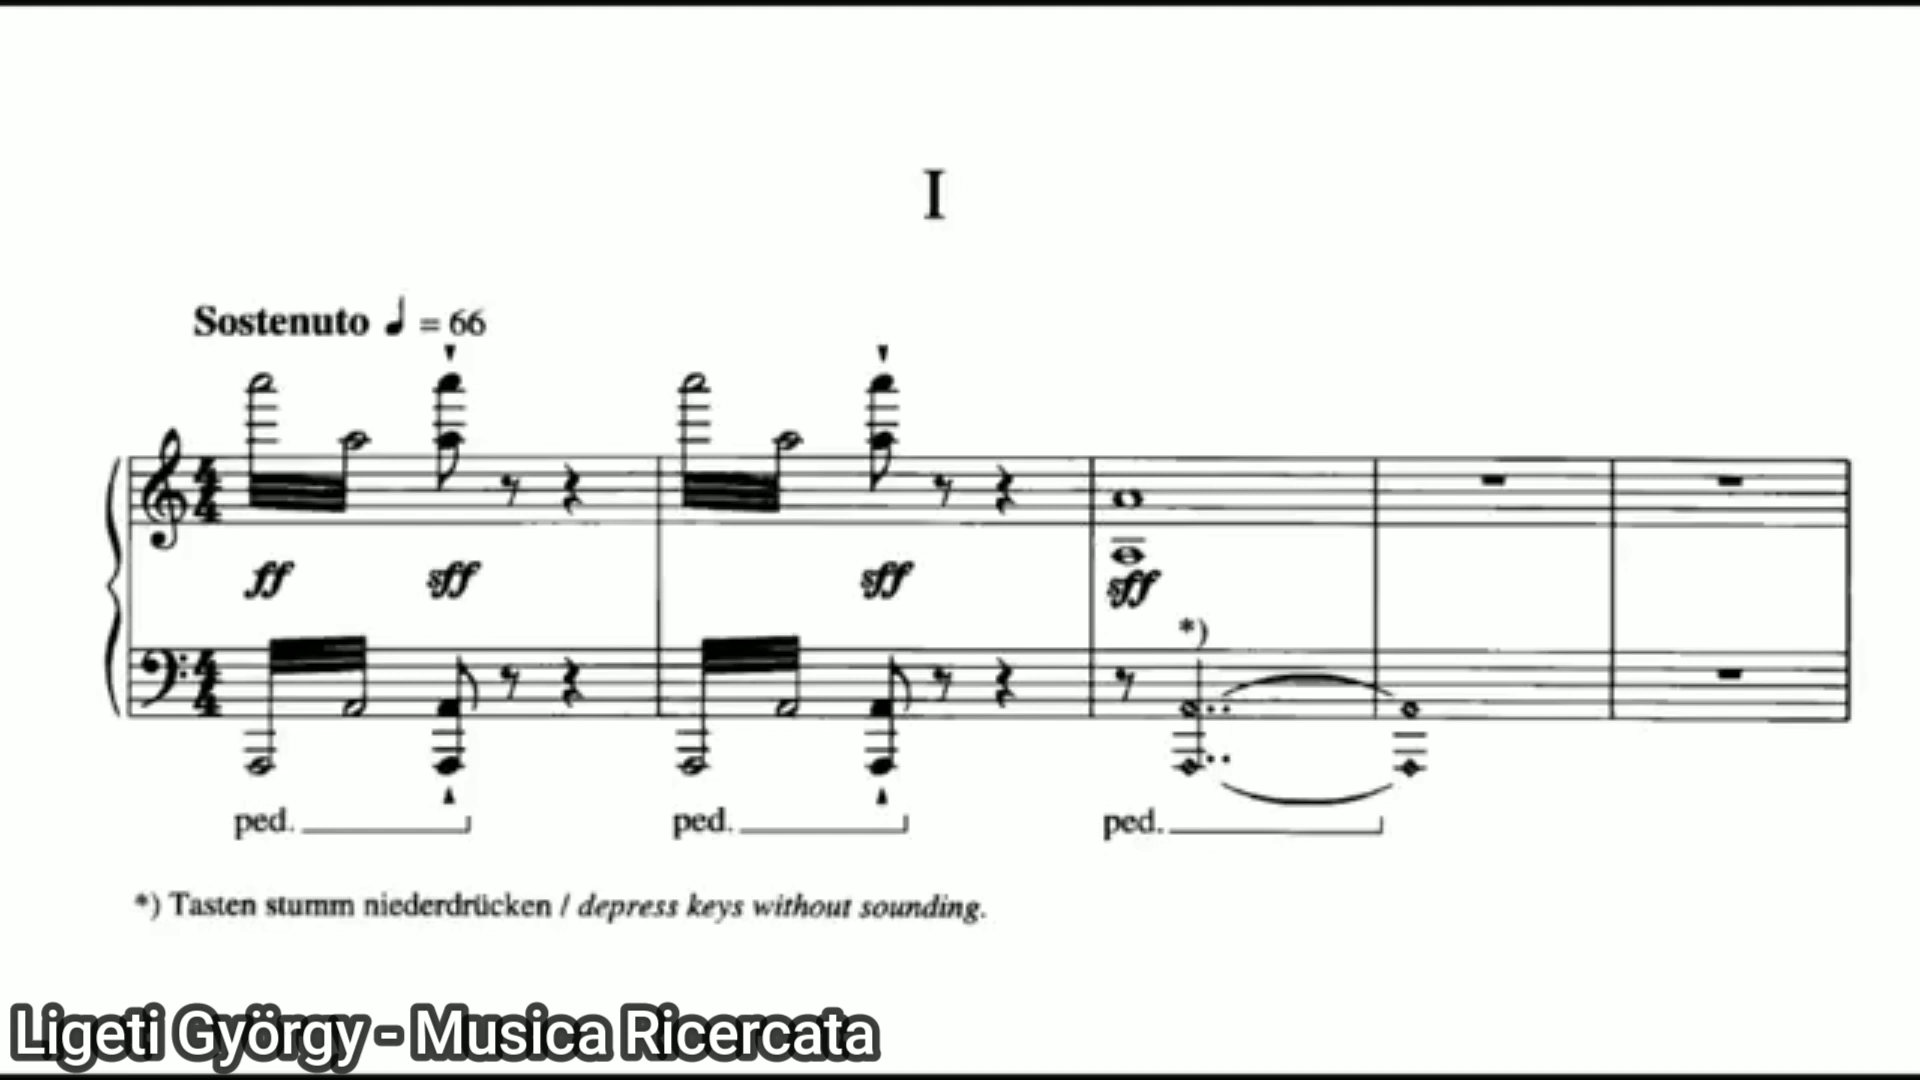 I
Sostenuto ♩ = 66
ff sff sff sff
*)
ped. ped. ped.
*) Tasten stumm niederdrücken / depress keys without sounding.
Ligeti György - Musica Ricercata